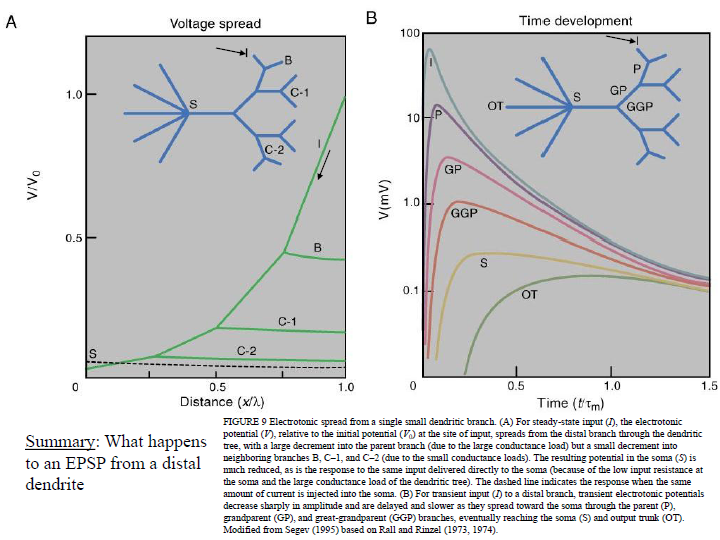 A
Voltage spread
1.0
0.5
V/V0
S
B
C-1
C-2
I
B
C-1
C-2
S
0
0.5
1.0
Distance (x/λ)
B
Time development
100
10
1.0
0.1
V(mV)
I
P
GP
GGP
S
OT
I
P
GP
GGP
S
OT
0
0.5
1.0
1.5
Time (t/τm)
Summary: What happens
to an EPSP from a distal
dendrite
FIGURE 9 Electrotonic spread from a single small dendritic branch. (A) For steady-state input (I), the electrotonic
potential (V), relative to the initial potential (V0) at the site of input, spreads from the distal branch through the dendritic
tree, with a large decrement into the parent branch (due to the large conductance load) but a small decrement into
neighboring branches B, C–1, and C–2 (due to the small conductance loads). The resulting potential in the soma (S) is
much reduced, as is the response to the same input delivered directly to the soma (because of the low input resistance at
the soma and the large conductance load of the dendritic tree). The dashed line indicates the response when the same
amount of current is injected into the soma. (B) For transient input (I) to a distal branch, transient electrotonic potentials
decrease sharply in amplitude and are delayed and slower as they spread toward the soma through the parent (P),
grandparent (GP), and great-grandparent (GGP) branches, eventually reaching the soma (S) and output trunk (OT).
Modified from Segev (1995) based on Rall and Rinzel (1973, 1974).